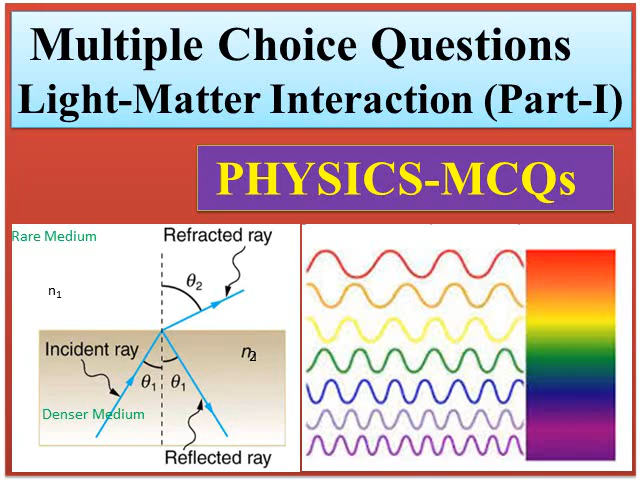 Multiple Choice Questions
Light-Matter Interaction (Part-I)
PHYSICS-MCQs
Rare Medium
Refracted ray
θ2
n1
Incident ray
θ1
θ1
Denser Medium
Reflected ray